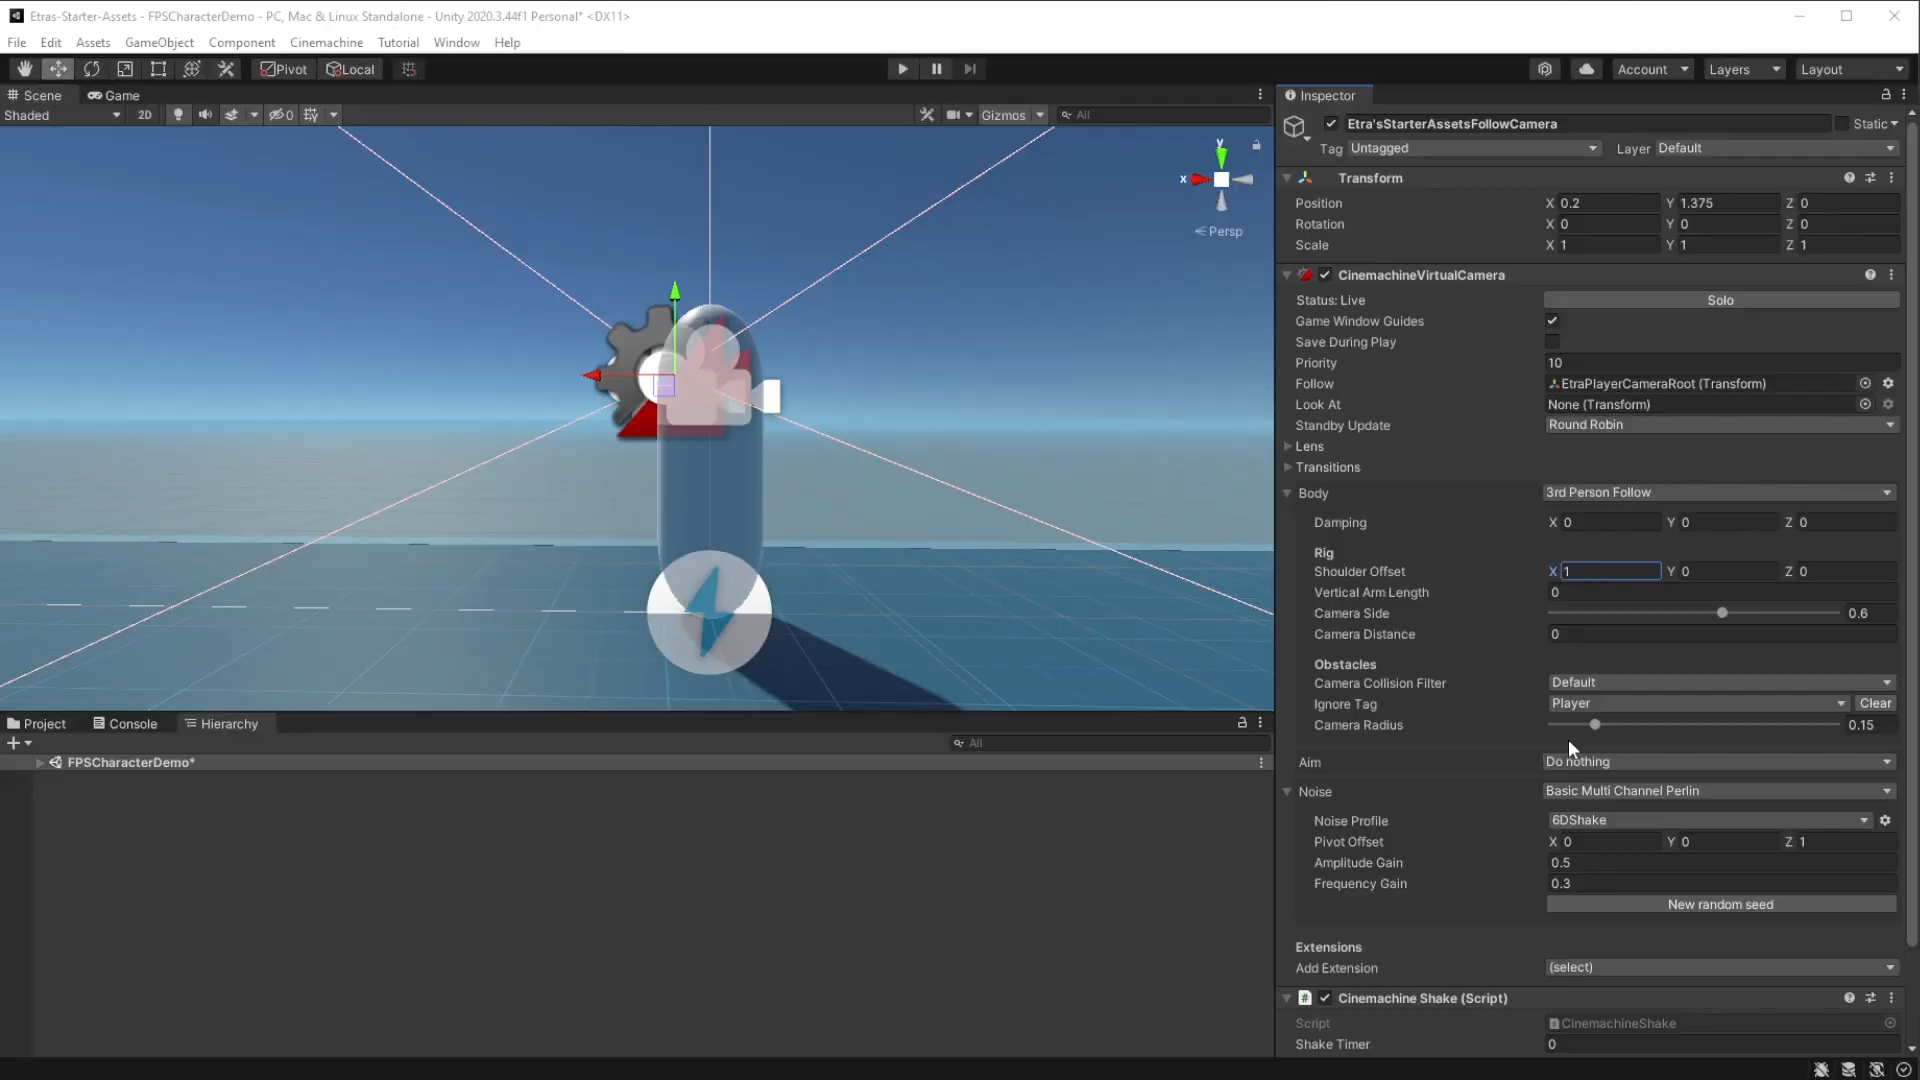 Etras-Starter-Assets - FPSCharacterDemo - PC, Mac & Linux Standalone - Unity 2020.3.44f1 Personal* <DX11>
File Edit Assets GameObject Component Cinemachine Tutorial Window Help
Pivot Local Account Layers Layout
Scene Game
Shaded 2D 0 Gizmos All
y
x
Persp
Inspector
Etra'sStarterAssetsFollowCamera Static
Tag Untagged Layer Default
Transform
Position X 0.2 Y 1.375 Z 0
Rotation X 0 Y 0 Z 0
Scale X 1 Y 1 Z 1
CinemachineVirtualCamera
Status: Live Solo
Game Window Guides
Save During Play
Priority 10
Follow EtraPlayerCameraRoot (Transform)
Look At None (Transform)
Standby Update Round Robin
Lens
Transitions
Body 3rd Person Follow
Damping X 0 Y 0 Z 0
Rig
Shoulder Offset X 1 Y 0 Z 0
Vertical Arm Length 0
Camera Side 0.6
Camera Distance 0
Obstacles
Camera Collision Filter Default
Ignore Tag Player Clear
Camera Radius 0.15
Aim Do nothing
Noise Basic Multi Channel Perlin
Noise Profile 6DShake
Pivot Offset X 0 Y 0 Z 1
Amplitude Gain 0.5
Frequency Gain 0.3
New random seed
Extensions
Add Extension (select)
# Cinemachine Shake (Script)
Script CinemachineShake
Shake Timer 0
Project Console Hierarchy
All
FPSCharacterDemo*